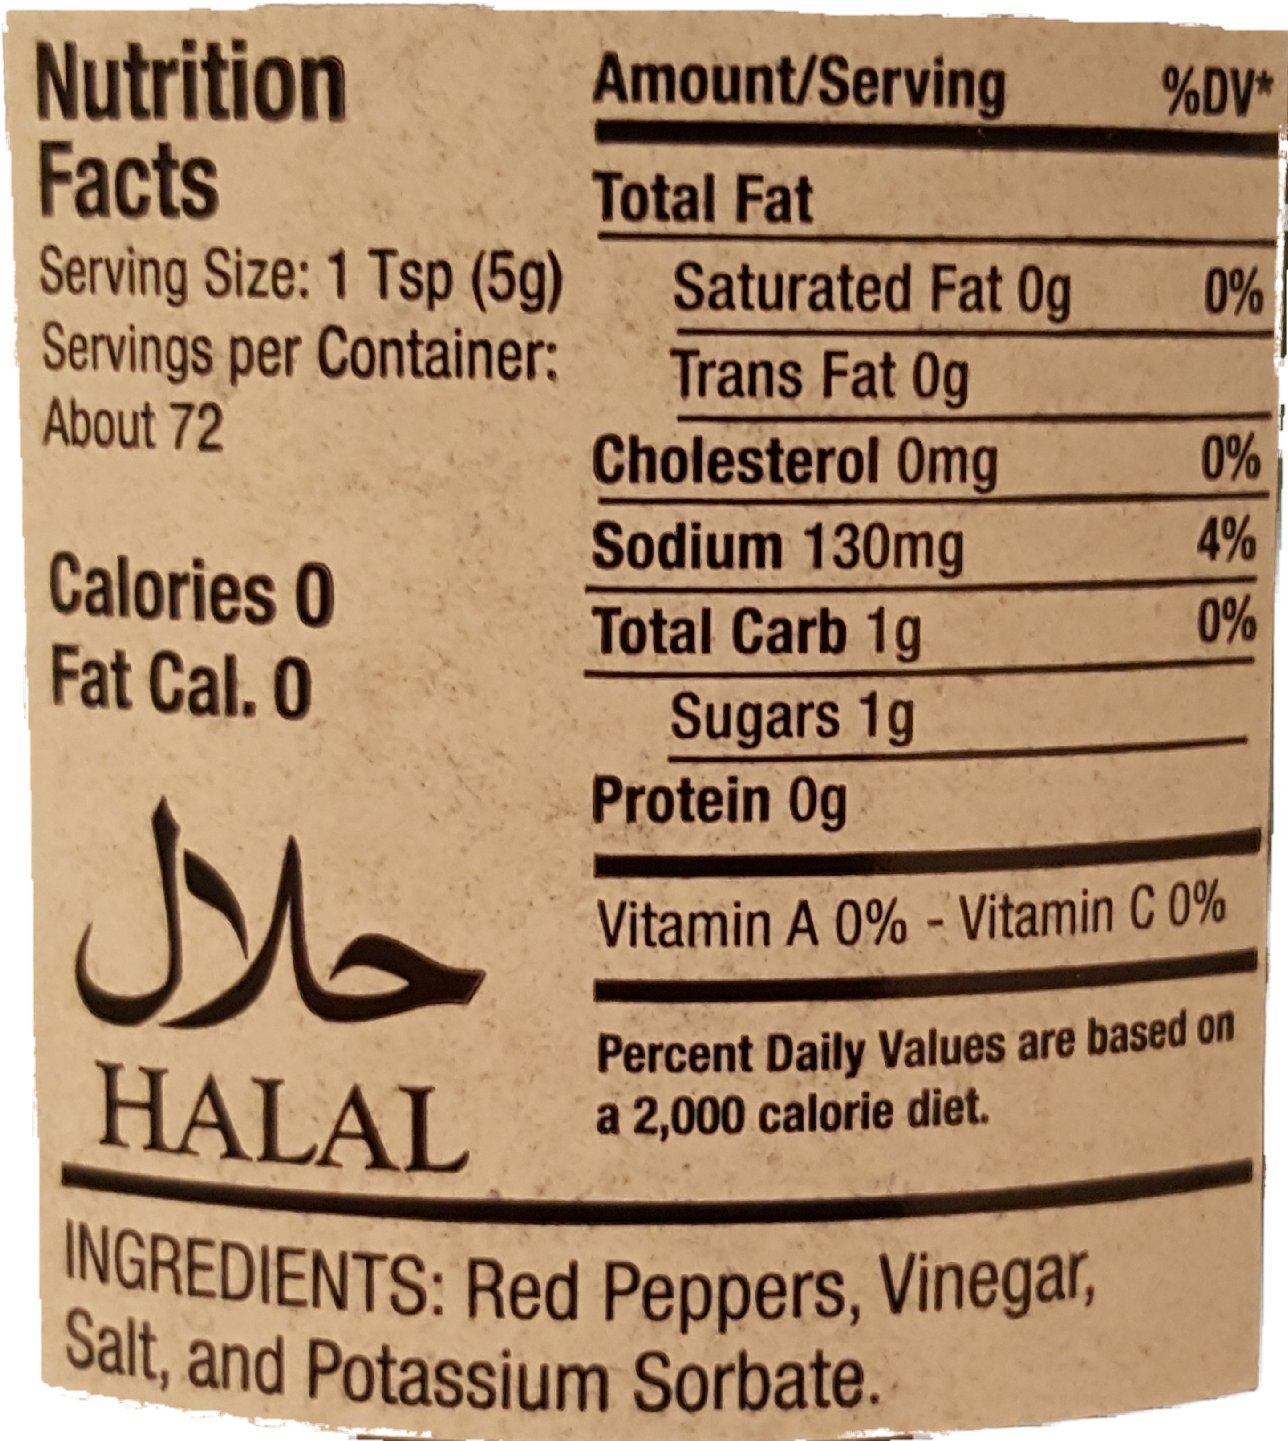 Nutrition
Facts
Serving Size: 1 Tsp (5g)
Servings per Container:
About 72
Calories 0
Fat Cal. 0
حلال
HALAL
Amount/Serving %DV*
Total Fat
Saturated Fat 0g 0%
Trans Fat 0g
Cholesterol 0mg 0%
Sodium 130mg 4%
Total Carb 1g 0%
Sugars 1g
Protein 0g
Vitamin A 0% - Vitamin C 0%
Percent Daily Values are based on
a 2,000 calorie diet.
INGREDIENTS: Red Peppers, Vinegar,
Salt, and Potassium Sorbate.